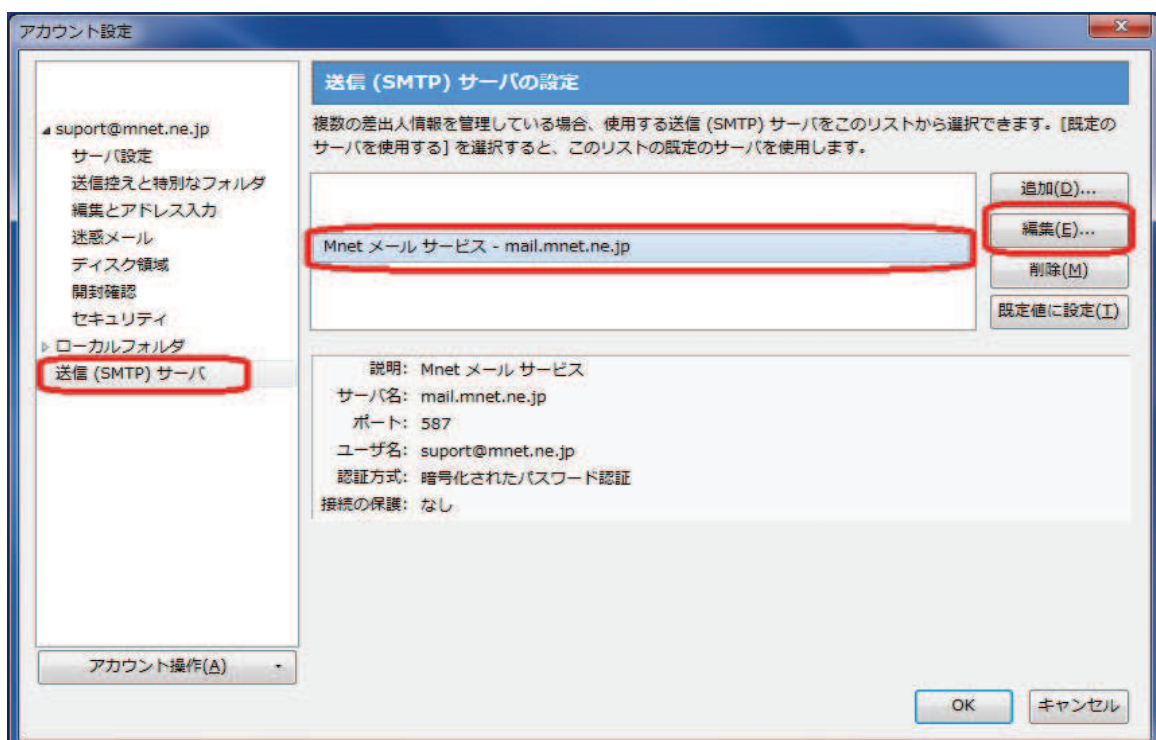 アカウント設定
suport@mnet.ne.jp
サーバ設定
送信控えと特別なフォルダ
編集とアドレス入力
迷惑メール
ディスク領域
開封確認
セキュリティ
ローカルフォルダ
送信 (SMTP) サーバ
アカウント操作(A)
送信 (SMTP) サーバの設定
複数の差出人情報を管理している場合、使用する送信 (SMTP) サーバをこのリストから選択できます。[既定の
サーバを使用する] を選択すると、このリストの既定のサーバを使用します。
Mnet メール サービス - mail.mnet.ne.jp
追加(D)...
編集(E)...
削除(M)
既定値に設定(T)
説明: Mnet メール サービス
サーバ名: mail.mnet.ne.jp
ポート: 587
ユーザ名: suport@mnet.ne.jp
認証方式: 暗号化されたパスワード認証
接続の保護: なし
OK
キャンセル